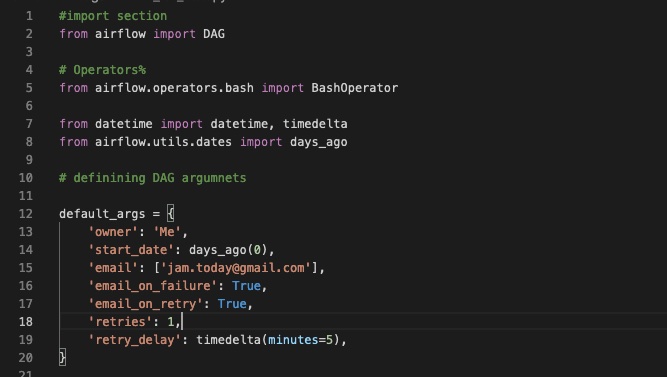 1 #import section
2 from airflow import DAG
3
4 # Operators%
5 from airflow.operators.bash import BashOperator
6
7 from datetime import datetime, timedelta
8 from airflow.utils.dates import days_ago
9
10 # definining DAG argumnets
11
12 default_args = {
13 'owner': 'Me',
14 'start_date': days_ago(0),
15 'email': ['jam.today@gmail.com'],
16 'email_on_failure': True,
17 'email_on_retry': True,
18 'retries': 1,
19 'retry_delay': timedelta(minutes=5),
20 }
21